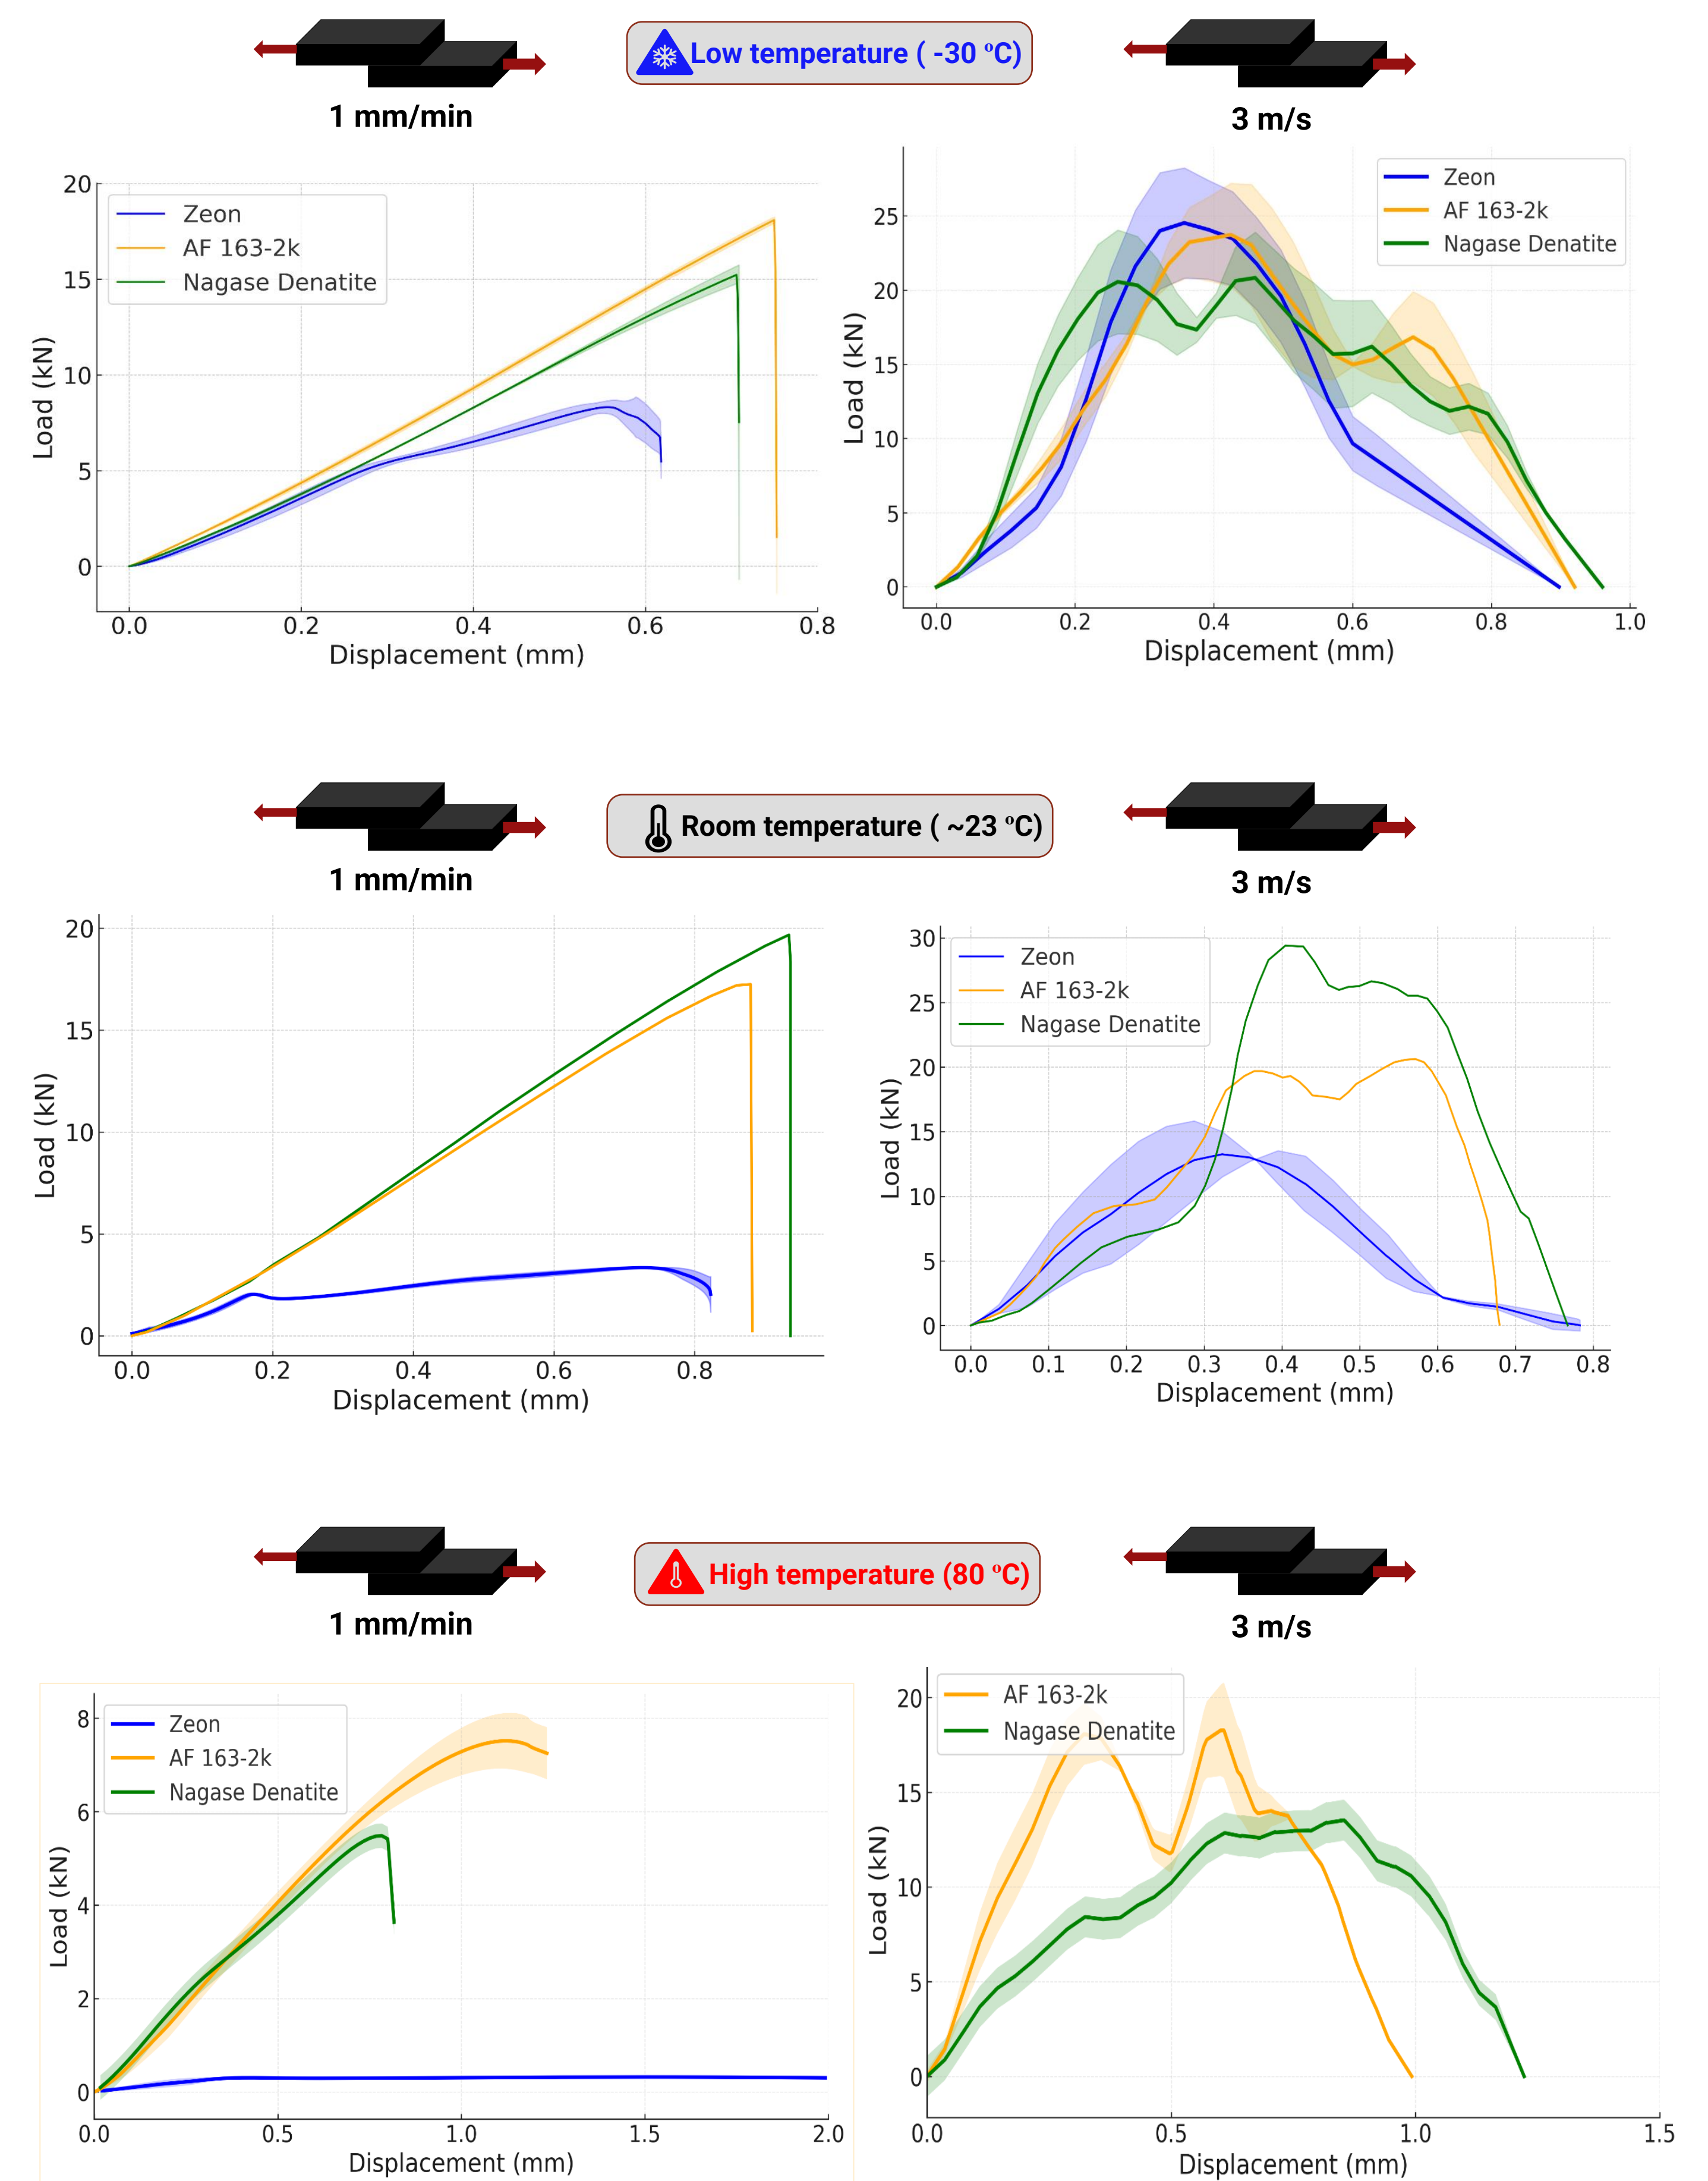 Low temperature ( -30 ºC)
1 mm/min
3 m/s
Zeon
AF 163-2k
Nagase Denatite
20
15
10
5
0
0.0 0.2 0.4 0.6 0.8
Load (kN)
Displacement (mm)
Zeon
AF 163-2k
Nagase Denatite
25
20
15
10
5
0
0.0 0.2 0.4 0.6 0.8 1.0
Load (kN)
Displacement (mm)
Room temperature ( ~23 ºC)
1 mm/min
3 m/s
20
15
10
5
0
0.0 0.2 0.4 0.6 0.8
Load (kN)
Displacement (mm)
Zeon
AF 163-2k
Nagase Denatite
30
25
20
15
10
5
0
0.0 0.1 0.2 0.3 0.4 0.5 0.6 0.7 0.8
Load (kN)
Displacement (mm)
High temperature (80 ºC)
1 mm/min
3 m/s
Zeon
AF 163-2k
Nagase Denatite
8
6
4
2
0
0.0 0.5 1.0 1.5 2.0
Load (kN)
Displacement (mm)
AF 163-2k
Nagase Denatite
20
15
10
5
0
0.0 0.5 1.0 1.5
Load (kN)
Displacement (mm)